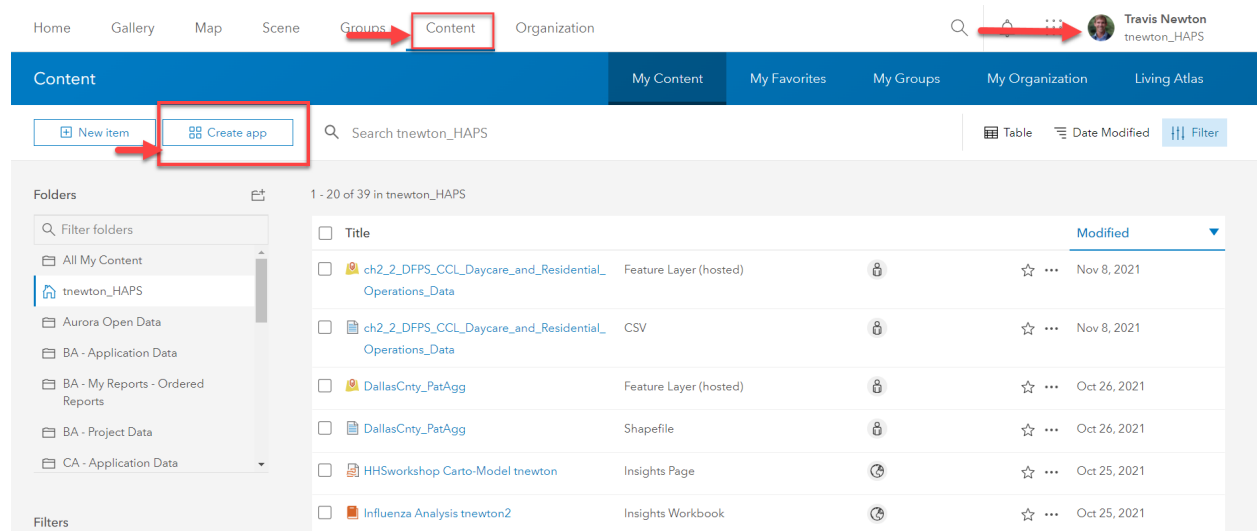 Home Gallery Map Scene Groups Content Organization
Travis Newton
tnewton_HAPS
Content My Content My Favorites My Groups My Organization Living Atlas
New item Create app Search tnewton_HAPS Table Date Modified Filter
Folders 1 - 20 of 39 in tnewton_HAPS
Filter folders Title Modified
All My Content
tnewton_HAPS
Aurora Open Data
BA - Application Data
BA - My Reports - Ordered
Reports
BA - Project Data
CA - Application Data
Filters
ch2_2_DFPS_CCL_Daycare_and_Residential_ Feature Layer (hosted) Nov 8, 2021
Operations_Data
ch2_2_DFPS_CCL_Daycare_and_Residential_ CSV Nov 8, 2021
Operations_Data
DallasCnty_PatAgg Feature Layer (hosted) Oct 26, 2021
DallasCnty_PatAgg Shapefile Oct 26, 2021
HHSworkshop Carto-Model tnewton Insights Page Oct 25, 2021
Influenza Analysis tnewton2 Insights Workbook Oct 25, 2021